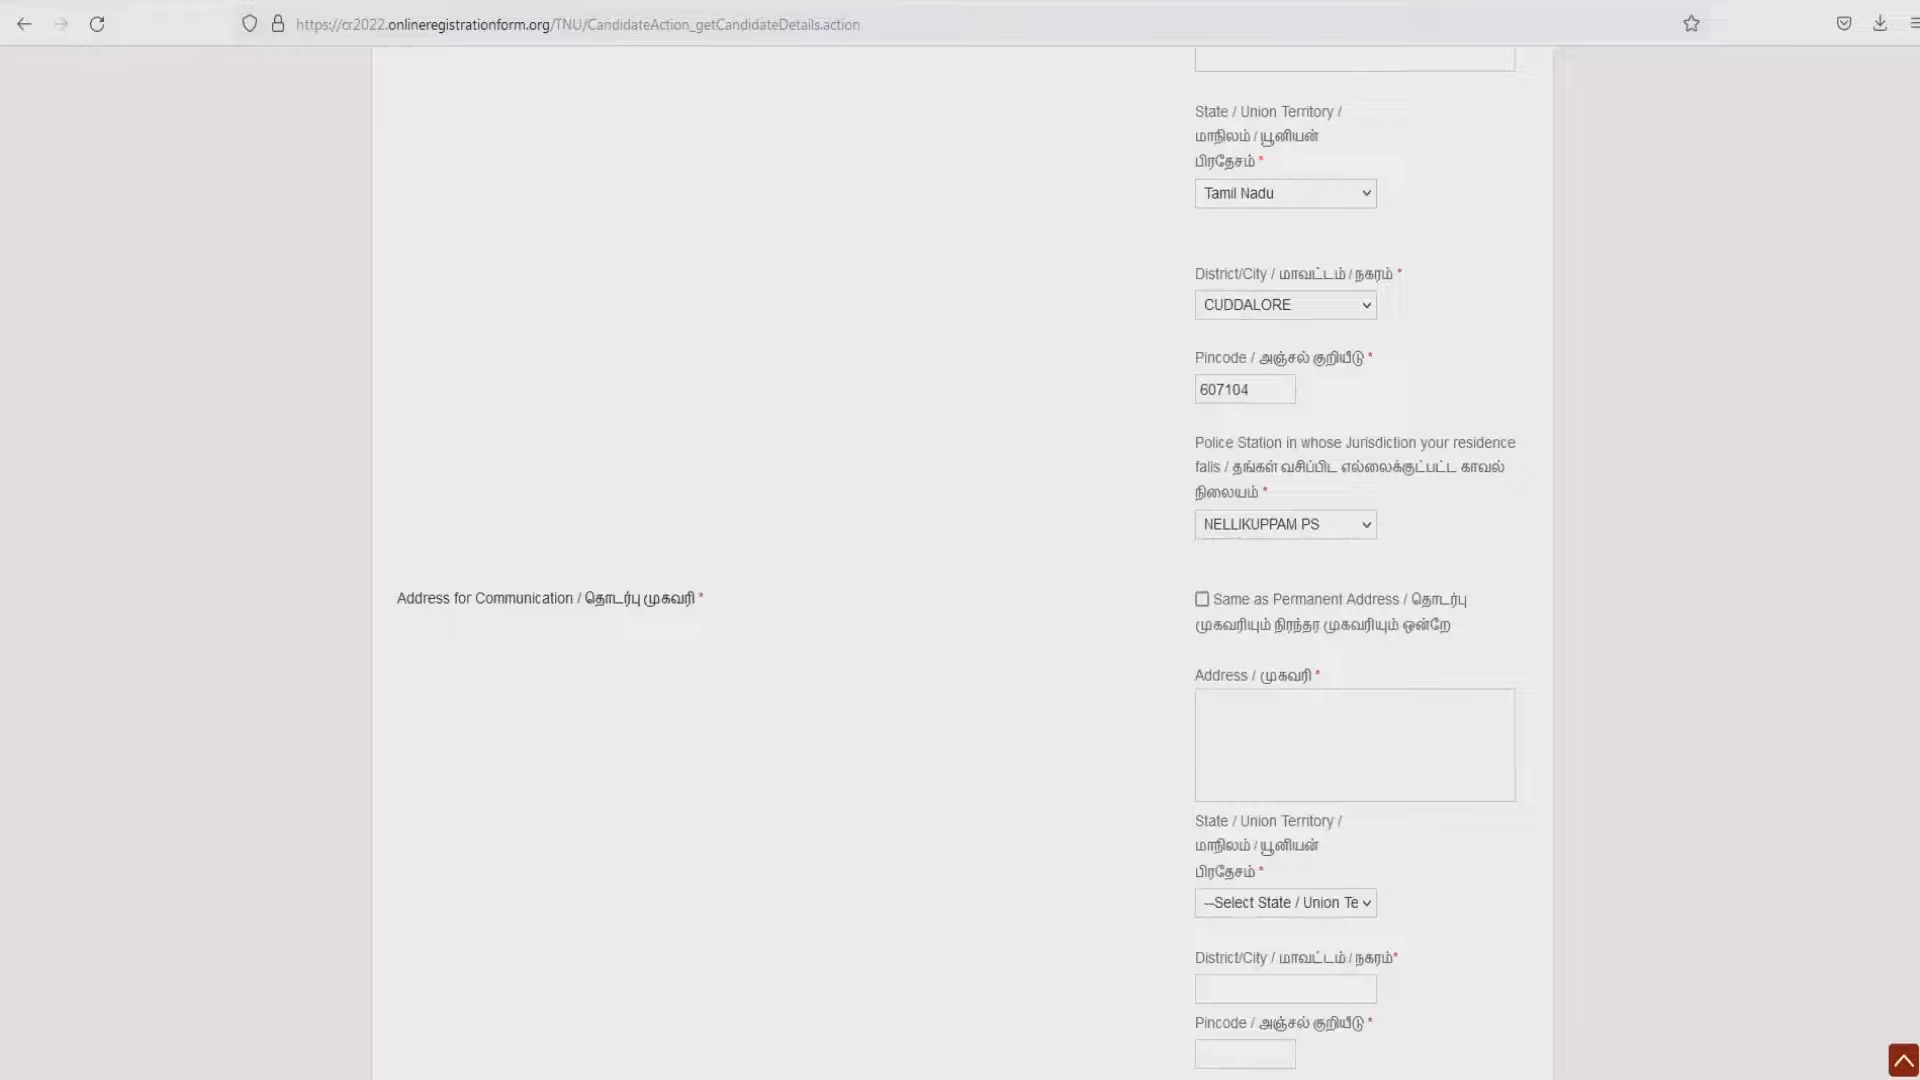 https://cr2022.onlineregistrationform.org/TNU/CandidateAction_getCandidateDetails.action
State / Union Territory /
மாநிலம் / யூனியன்
பிரதேசம் *
Tamil Nadu
District/City / மாவட்டம் / நகரம் *
CUDDALORE
Pincode / அஞ்சல் குறியீடு *
607104
Police Station in whose Jurisdiction your residence
falls / தங்கள் வசிப்பிட எல்லைக்குட்பட்ட காவல்
நிலையம் *
NELLIKUPPAM PS
Address for Communication / தொடர்பு முகவரி *
Same as Permanent Address / தொடர்பு
முகவரியும் நிரந்தர முகவரியும் ஒன்றே
Address / முகவரி *
State / Union Territory /
மாநிலம் / யூனியன்
பிரதேசம் *
--Select State / Union Te
District/City / மாவட்டம் / நகரம்*
Pincode / அஞ்சல் குறியீடு *